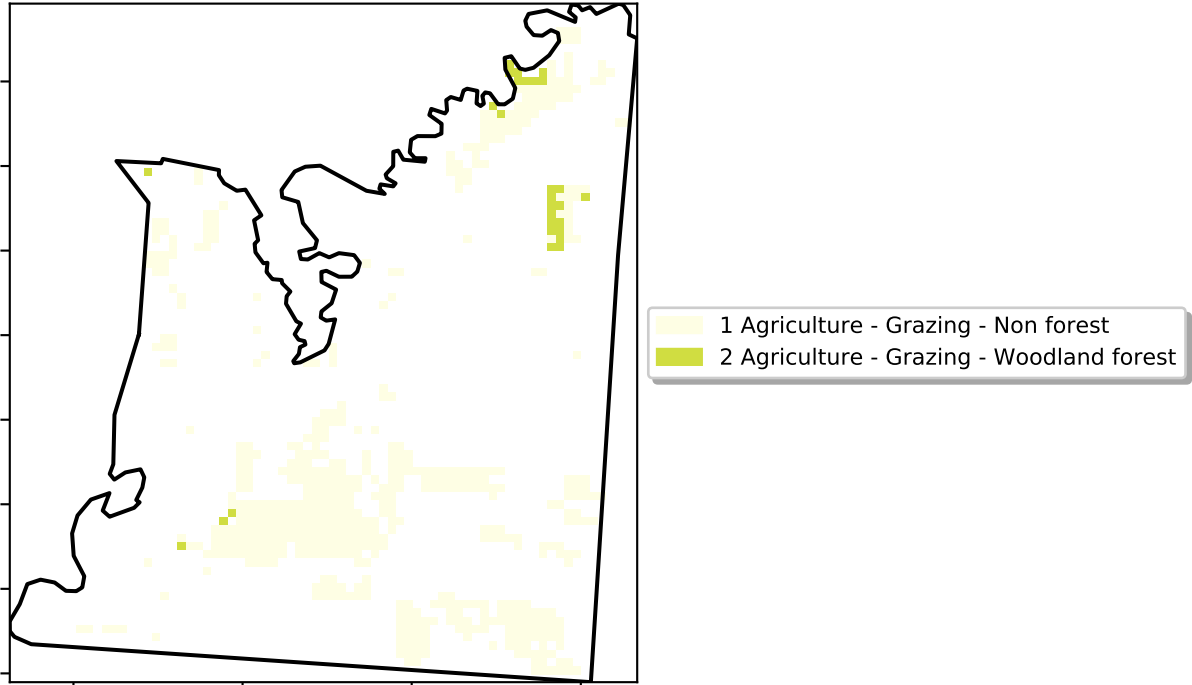 1 Agriculture - Grazing - Non forest
2 Agriculture - Grazing - Woodland forest